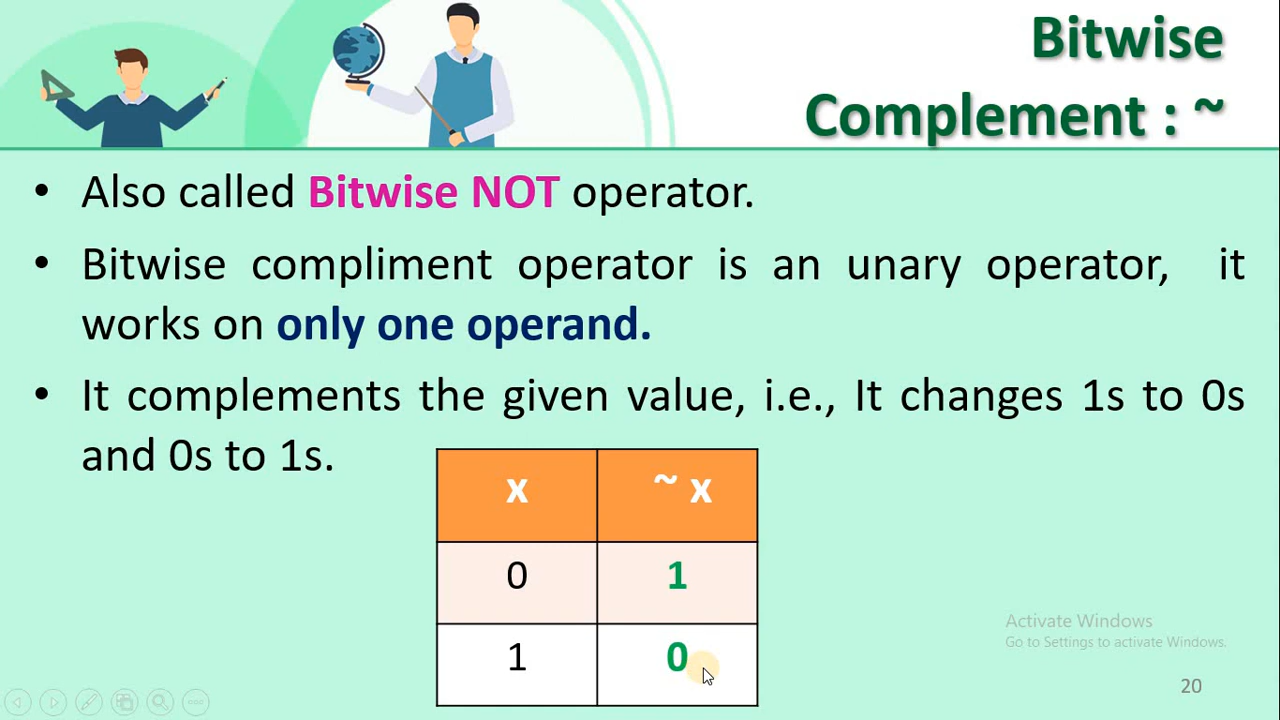 Bitwise
Complement : ~
• Also called Bitwise NOT operator.
• Bitwise compliment operator is an unary operator, it
works on only one operand.
• It complements the given value, i.e., It changes 1s to 0s
and 0s to 1s.
x ~ x
0 1
1 0
Activate Windows
Go to Settings to activate Windows.
20